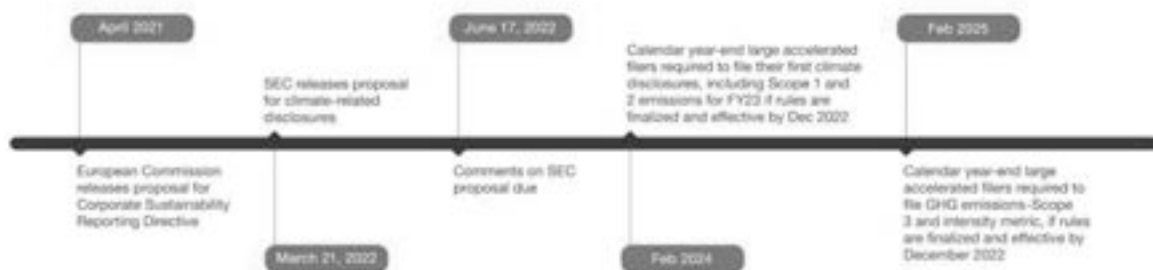 April 2021
European Commission
releases proposal for
Corporate Sustainability
Reporting Directive
SEC releases proposal
for climate-related
disclosures
March 21, 2022
June 17, 2022
Comments on SEC
proposal due
Calendar year-end large accelerated
filers required to file their first climate
disclosures, including Scope 1 and
2 emissions for FY23 if rules are
finalized and effective by Dec 2022
Feb 2024
Feb 2025
Calendar year-end large
accelerated filers required to
file GHG emissions-Scope
3 and intensity metric, if rules
are finalized and effective by
December 2022